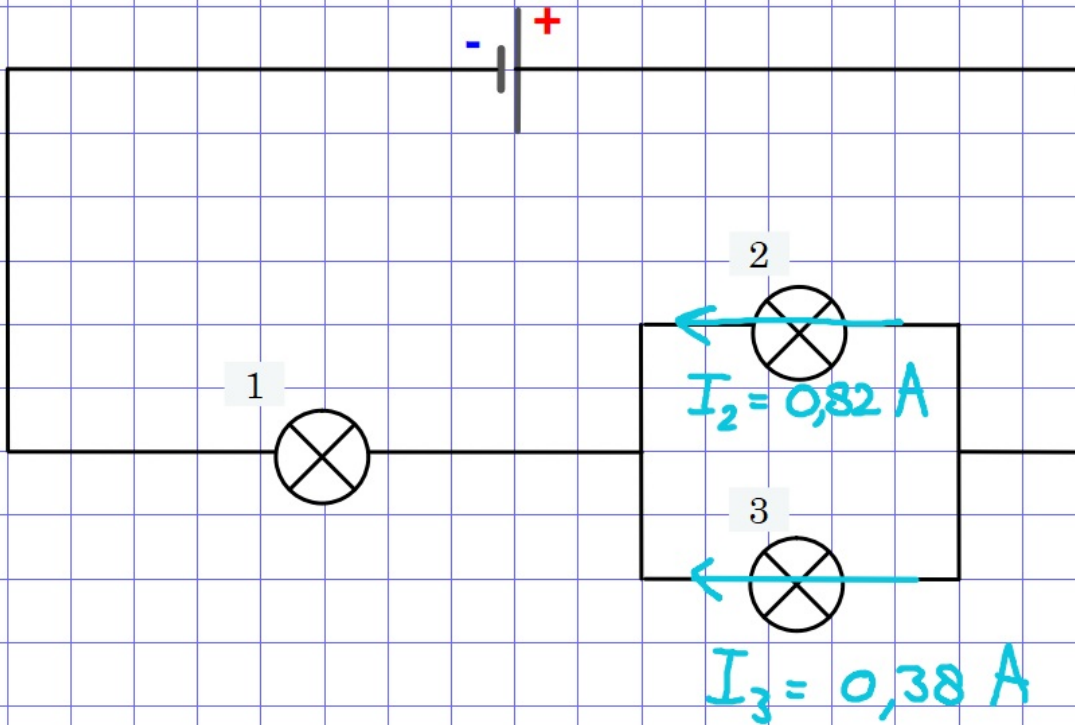 - +
2
1
I₂ = 0,82 A
3
I₃ = 0,38 A